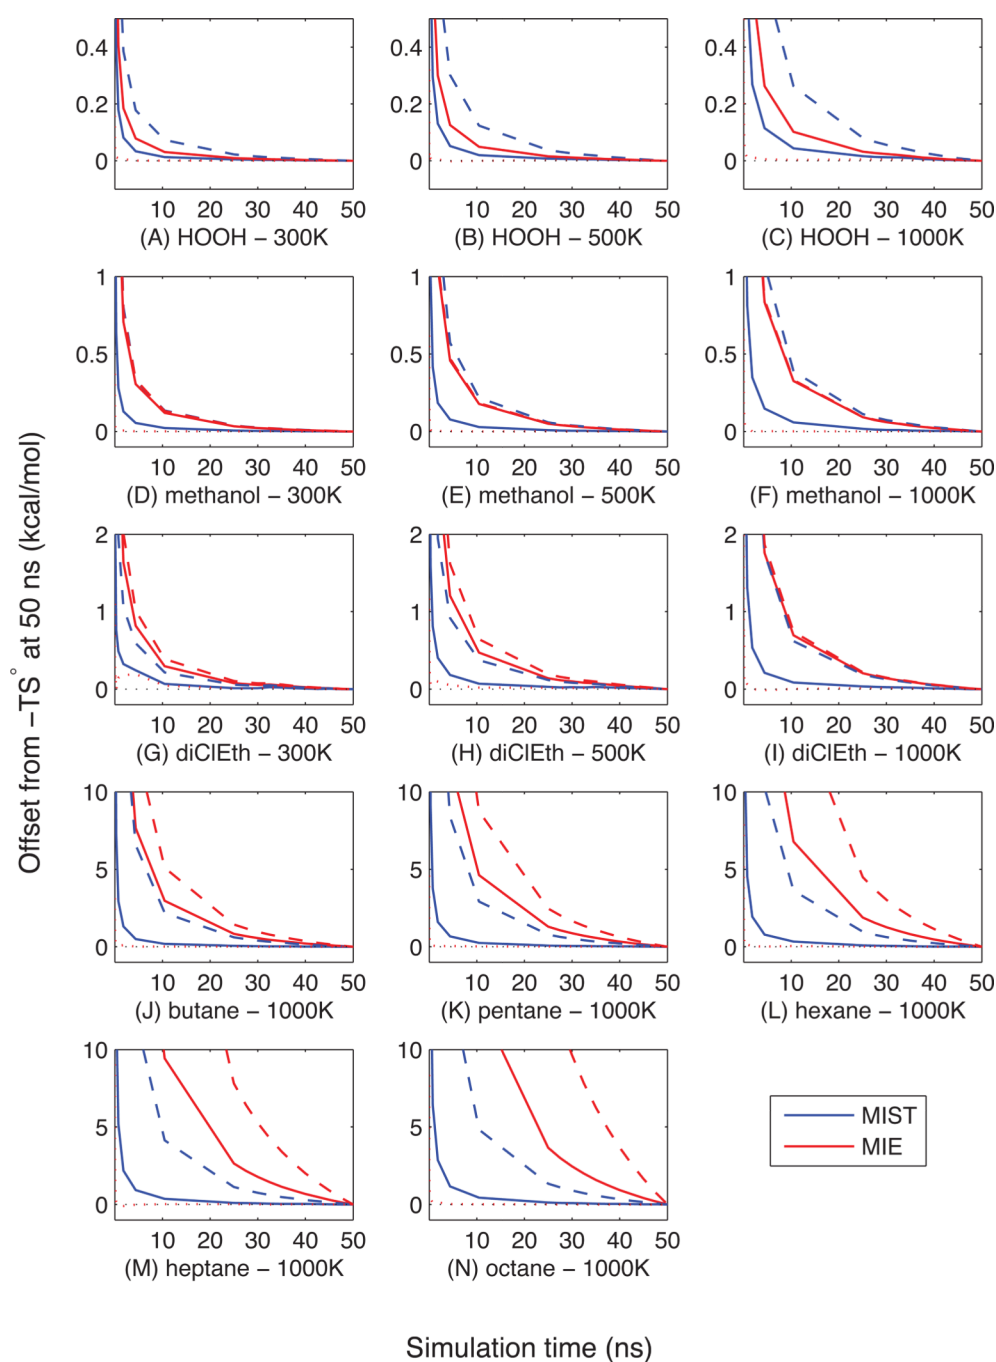 0.4
0.2
0
10 20 30 40 50
(A) HOOH – 300K
0.4
0.2
0
10 20 30 40 50
(B) HOOH – 500K
0.4
0.2
0
10 20 30 40 50
(C) HOOH – 1000K
1
0.5
0
10 20 30 40 50
(D) methanol – 300K
1
0.5
0
10 20 30 40 50
(E) methanol – 500K
1
0.5
0
10 20 30 40 50
(F) methanol – 1000K
2
1
0
10 20 30 40 50
(G) diClEth – 300K
2
1
0
10 20 30 40 50
(H) diClEth – 500K
2
1
0
10 20 30 40 50
(I) diClEth – 1000K
10
5
0
10 20 30 40 50
(J) butane – 1000K
10
5
0
10 20 30 40 50
(K) pentane – 1000K
10
5
0
10 20 30 40 50
(L) hexane – 1000K
10
5
0
10 20 30 40 50
(M) heptane – 1000K
10
5
0
10 20 30 40 50
(N) octane – 1000K
MIST
MIE
Offset from −TS° at 50 ns (kcal/mol)
Simulation time (ns)